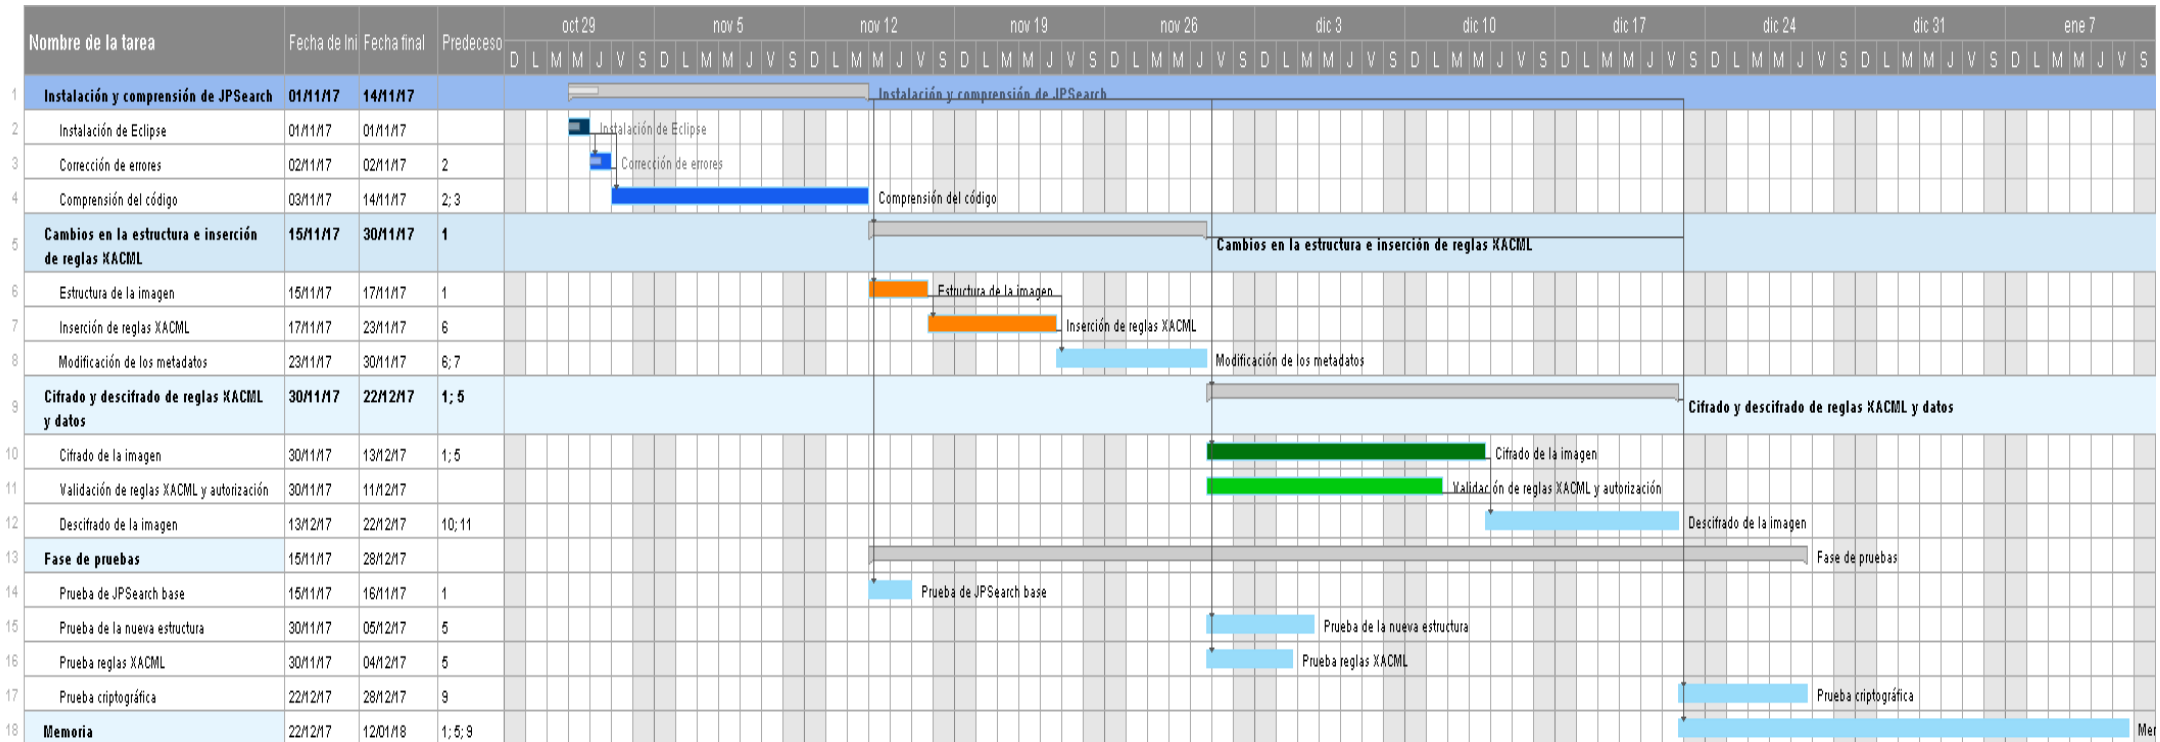 oct 29 nov 5 nov 12 nov 19 nov 26 dic 3 dic 10 dic 17 dic 24 dic 31 ene 7
Nombre de la tarea Fecha de Ini Fecha final Predeceso
D L M M J V S D L M M J V S D L M M J V S D L M M J V S D L M M J V S D L M M J V S D L M M J V S D L M M J V S D L M M J V S D L M M J V S D L M M J V S
1 Instalación y comprensión de JPSearch 01/11/17 14/11/17 Instalación y comprensión de JPSearch
2 Instalación de Eclipse 01/11/17 01/11/17 Instalación de Eclipse
3 Corrección de errores 02/11/17 02/11/17 2 Corrección de errores
4 Comprensión del código 03/11/17 14/11/17 2; 3 Comprensión del código
5 Cambios en la estructura e inserción 15/11/17 30/11/17 1 Cambios en la estructura e inserción de reglas XACML
de reglas XACML
6 Estructura de la imagen 15/11/17 17/11/17 1 Estructura de la imagen
7 Inserción de reglas XACML 17/11/17 23/11/17 6 Inserción de reglas XACML
8 Modificación de los metadatos 23/11/17 30/11/17 6; 7 Modificación de los metadatos
9 Cifrado y descifrado de reglas XACML 30/11/17 22/12/17 1; 5 Cifrado y descifrado de reglas XACML y datos
y datos
10 Cifrado de la imagen 30/11/17 13/12/17 1; 5 Cifrado de la imagen
11 Validación de reglas XACML y autorización 30/11/17 11/12/17 Validación de reglas XACML y autorización
12 Descifrado de la imagen 13/12/17 22/12/17 10; 11 Descifrado de la imagen
13 Fase de pruebas 15/11/17 28/12/17 Fase de pruebas
14 Prueba de JPSearch base 15/11/17 16/11/17 1 Prueba de JPSearch base
15 Prueba de la nueva estructura 30/11/17 05/12/17 5 Prueba de la nueva estructura
16 Prueba reglas XACML 30/11/17 04/12/17 5 Prueba reglas XACML
17 Prueba criptográfica 22/12/17 28/12/17 9 Prueba criptográfica
18 Memoria 22/12/17 12/01/18 1; 5; 9 Mer